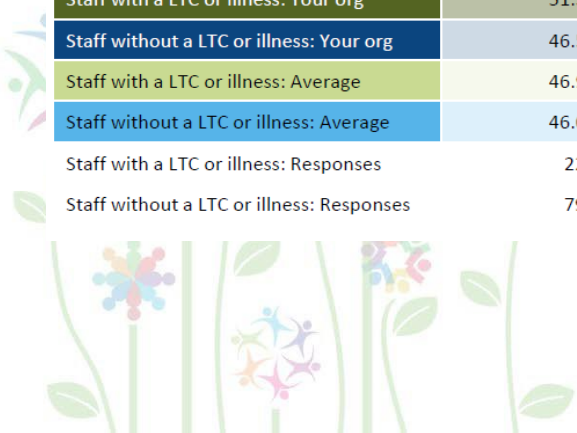 Staff with a LTC or illness: Your org
Staff without a LTC or illness: Your org 46.
Staff with a LTC or illness: Average 46.
Staff without a LTC or illness: Average 46.
Staff with a LTC or illness: Responses
Staff without a LTC or illness: Responses